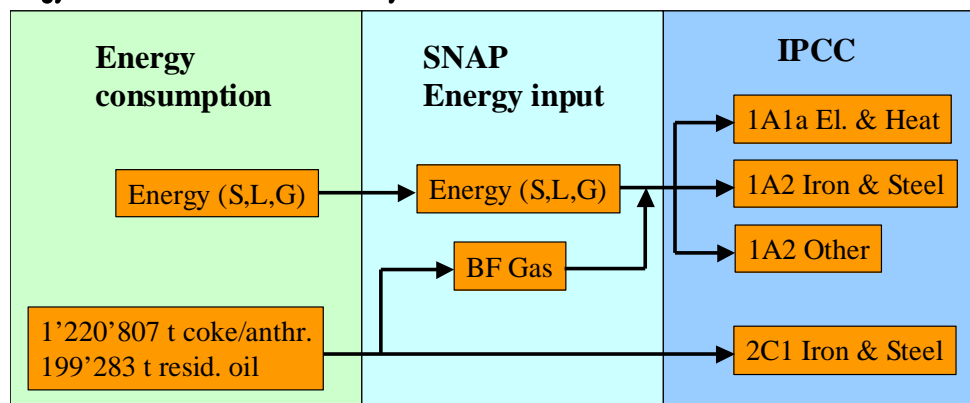 Energy
consumption
SNAP
Energy input
IPCC
1A1a El. & Heat
Energy (S,L,G)
Energy (S,L,G)
1A2 Iron & Steel
BF Gas
1A2 Other
1'220'807 t coke/anthr.
199'283 t resid. oil
2C1 Iron & Steel